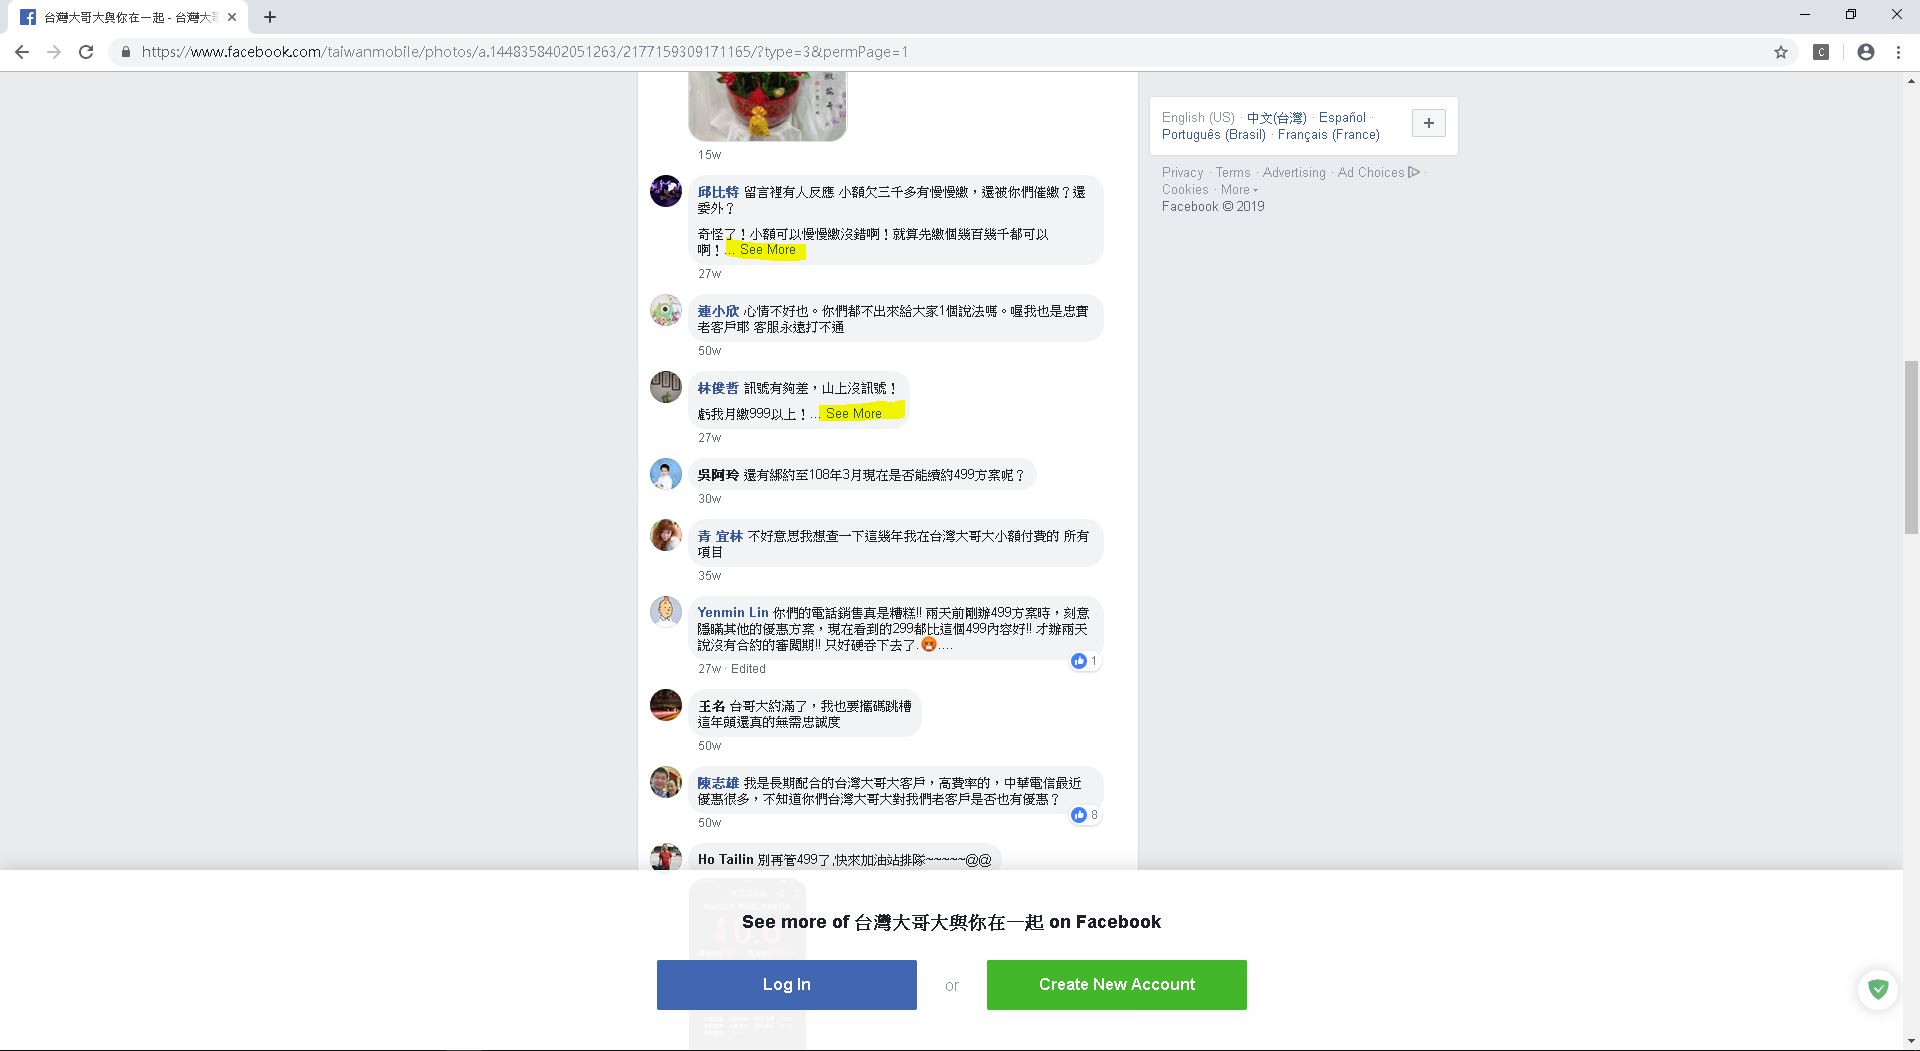 台灣大哥大與你在一起 - 台灣大哥
https://www.facebook.com/taiwanmobile/photos/a.1448358402051263/2177159309171165/?type=3&permPage=1
15w
邱比特 留言裡有人反應 小額欠三千多有慢慢繳，還被你們催繳？還
委外？
奇怪了！小額可以慢慢繳沒錯啊！就算先繳個幾百幾千都可以
啊！... See More
27w
蓮小欣 心情不好也。你們都不出來給大家1個說法嗎。喔我也是忠實
老客戶耶 客服永遠打不通
50w
林俊哲 訊號有夠差，山上沒訊號！
虧我月繳999以上！... See More
27w
吳阿玲 還有綁約至108年3月現在是否能續約499方案呢？
30w
青 宜林 不好意思我想查一下這幾年我在台灣大哥大小額付費的 所有
項目
35w
Yenmin Lin 你們的電話銷售真是糟糕!! 兩天前剛辦499方案時，刻意
隱瞞其他的優惠方案，現在看到的299都比這個499內容好!! 才辦兩天
說沒有合約的審閱期!! 只好硬吞下去了.😡....
1
27w · Edited
王名 台哥大約滿了，我也要攜碼跳槽
這年頭還真的無需忠誠度
50w
陳志雄 我是長期配合的台灣大哥大客戶，高費率的，中華電信最近
優惠很多，不知道你們台灣大哥大對我們老客戶是否也有優惠？
8
50w
Ho Tailin 別再管499了,快來加油站排隊~~~~~@@
English (US) · 中文(台灣) · Español ·
Português (Brasil) · Français (France)
Privacy · Terms · Advertising · Ad Choices ·
Cookies · More
Facebook © 2019
See more of 台灣大哥大與你在一起 on Facebook
Log In
or
Create New Account